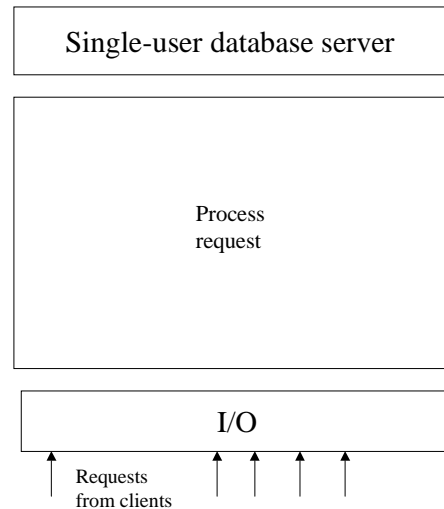 Single-user database server
Process
request
I/O
Requests
from clients